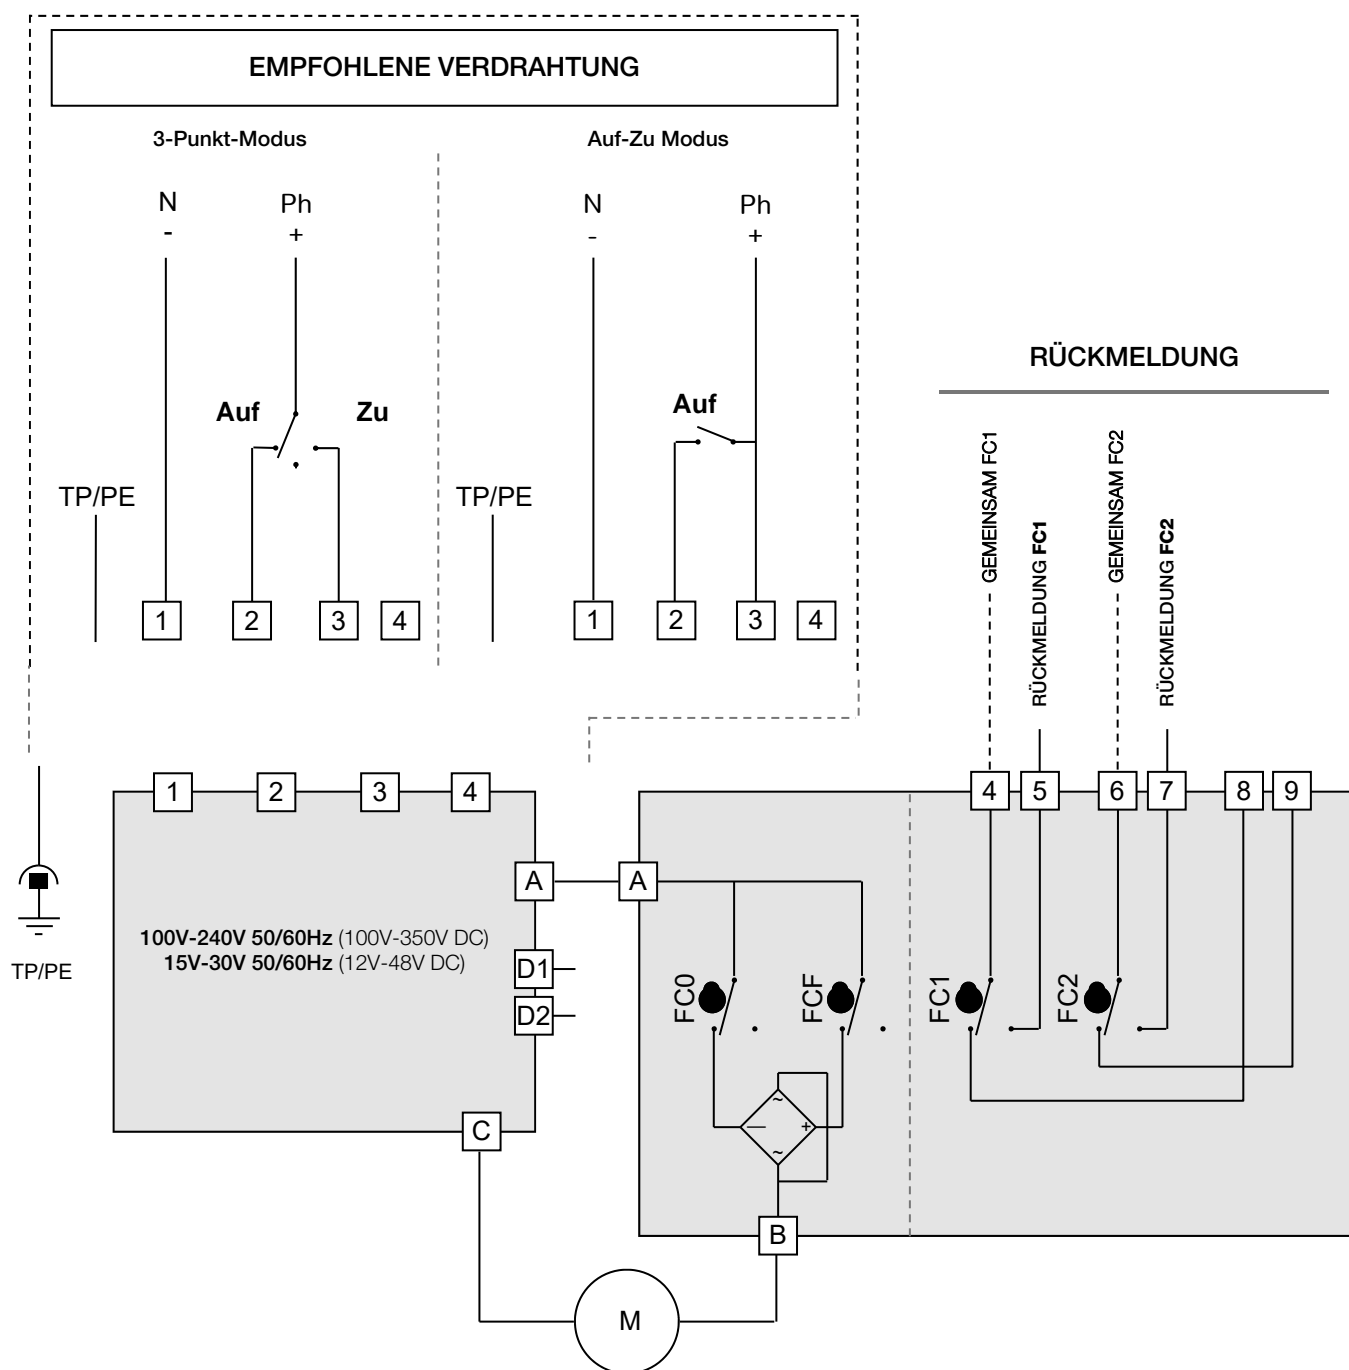 EMPFOHLENE VERDRAHTUNG
3-Punkt-Modus
Auf-Zu Modus
N
Ph
-
+
N
Ph
-
+
Auf
Zu
Auf
TP/PE
TP/PE
1
2
3
4
1
2
3
4
RÜCKMELDUNG
GEMEINSAM FC1
RÜCKMELDUNG FC1
GEMEINSAM FC2
RÜCKMELDUNG FC2
1
2
3
4
4
5
6
7
8
9
A
A
100V-240V 50/60Hz (100V-350V DC)
15V-30V 50/60Hz (12V-48V DC)
D1
D2
TP/PE
FC0
FCF
FC1
FC2
~
—
+
~
C
B
M